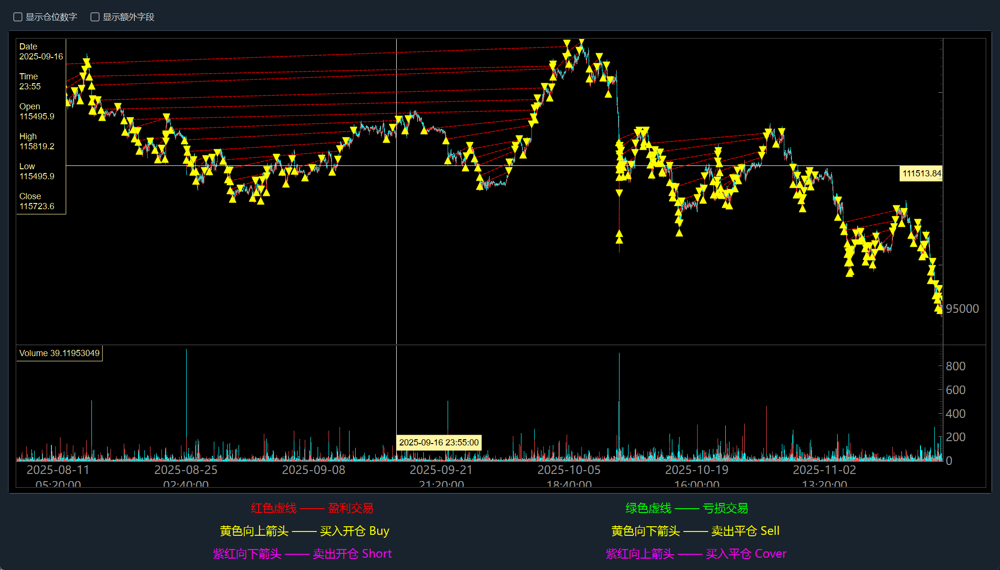 显示仓位数字 显示额外字段
Date
2025-09-16
Time
23:55
Open
115495.9
High
115819.2
Low
115495.9
Close
115723.6
111513.84
95000
Volume 39.11953049
800
600
400
200
0
2025-09-16 23:55:00
2025-08-11 2025-08-25 2025-09-08 2025-09-21 2025-10-05 2025-10-19 2025-11-02
05:20:00 02:40:00 21:20:00 18:40:00 16:00:00 13:20:00
红色虚线 —— 盈利交易 绿色虚线 —— 亏损交易
黄色向上箭头 —— 买入开仓 Buy 黄色向下箭头 —— 卖出平仓 Sell
紫红向下箭头 —— 卖出开仓 Short 紫红向上箭头 —— 买入平仓 Cover